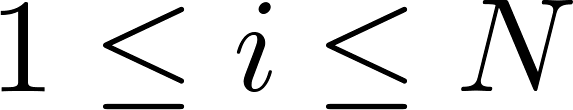 1 ≤ i ≤ N